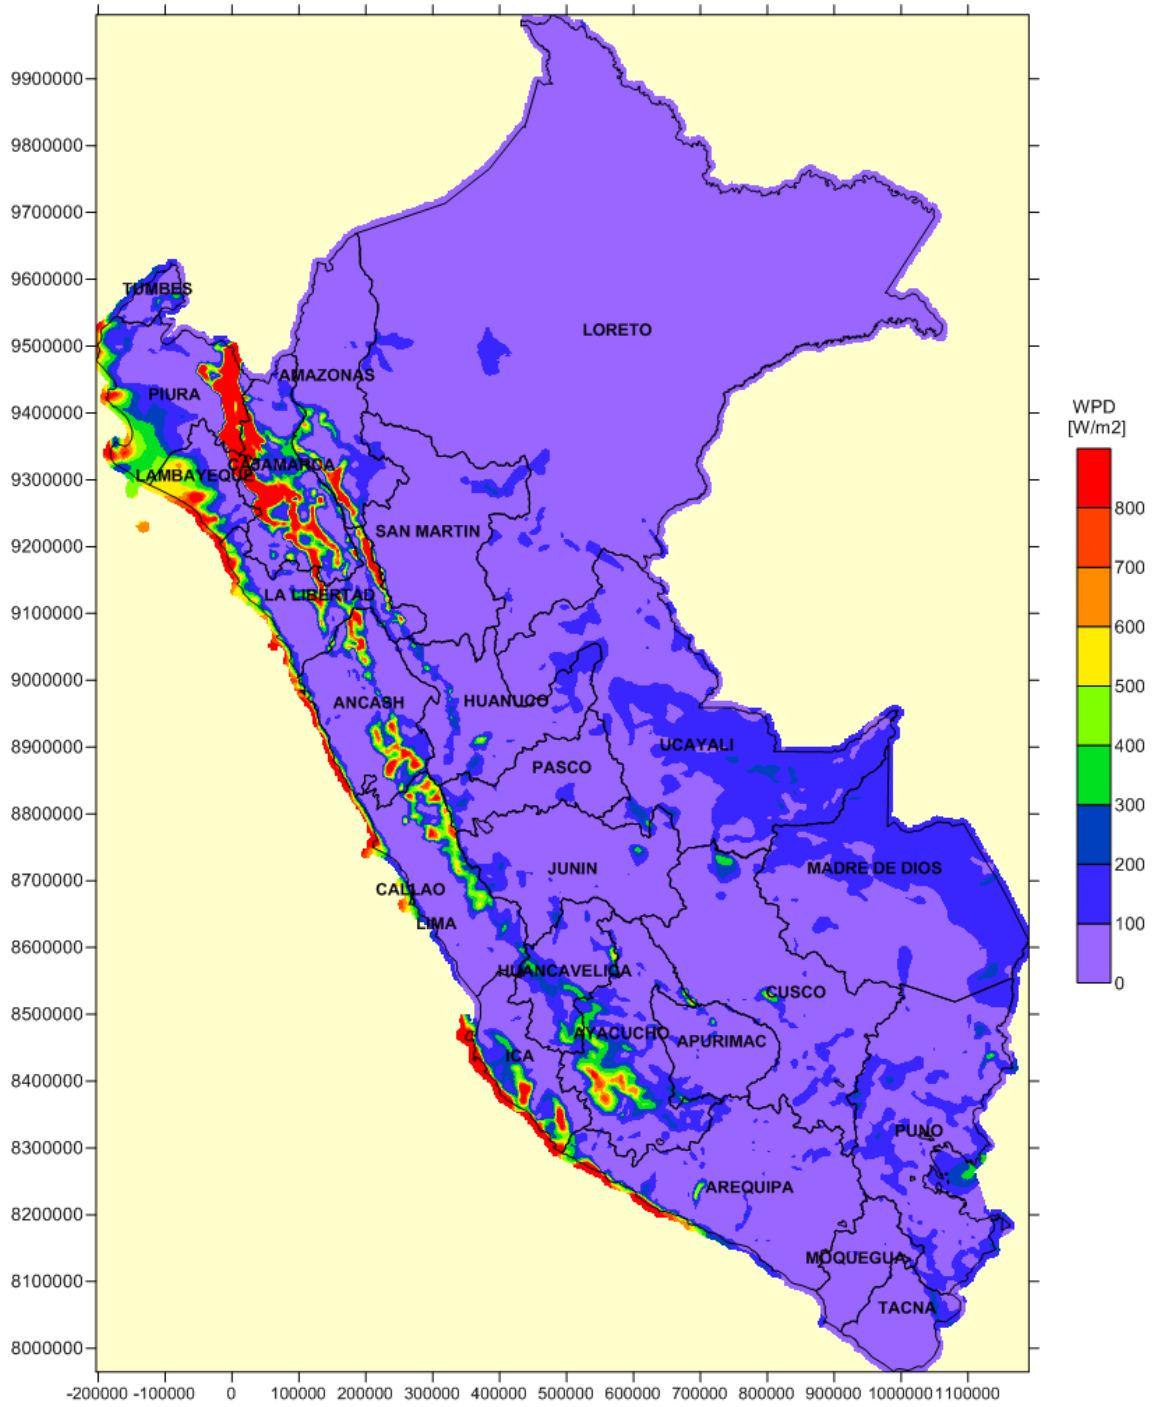 9900000
9800000
9700000
9600000
TUMBES
LORETO
9500000
AMAZONAS
PIURA
9400000
WPD
[W/m2]
CAJAMARCA
LAMBAYEQUE
9300000
800
SAN MARTIN
9200000
700
LA LIBERTAD
9100000
600
9000000
500
ANCASH
HUANUCO
8900000
UCAYALI
400
PASCO
8800000
300
JUNIN
MADRE DE DIOS
200
8700000
CALLAO
LIMA
100
8600000
HUANCAVELICA
0
CUSCO
8500000
AYACUCHO
APURIMAC
ICA
8400000
PUNO
8300000
AREQUIPA
8200000
MOQUEGUA
8100000
TACNA
8000000
-200000 -100000 0 100000 200000 300000 400000 500000 600000 700000 800000 900000 1000000 1100000